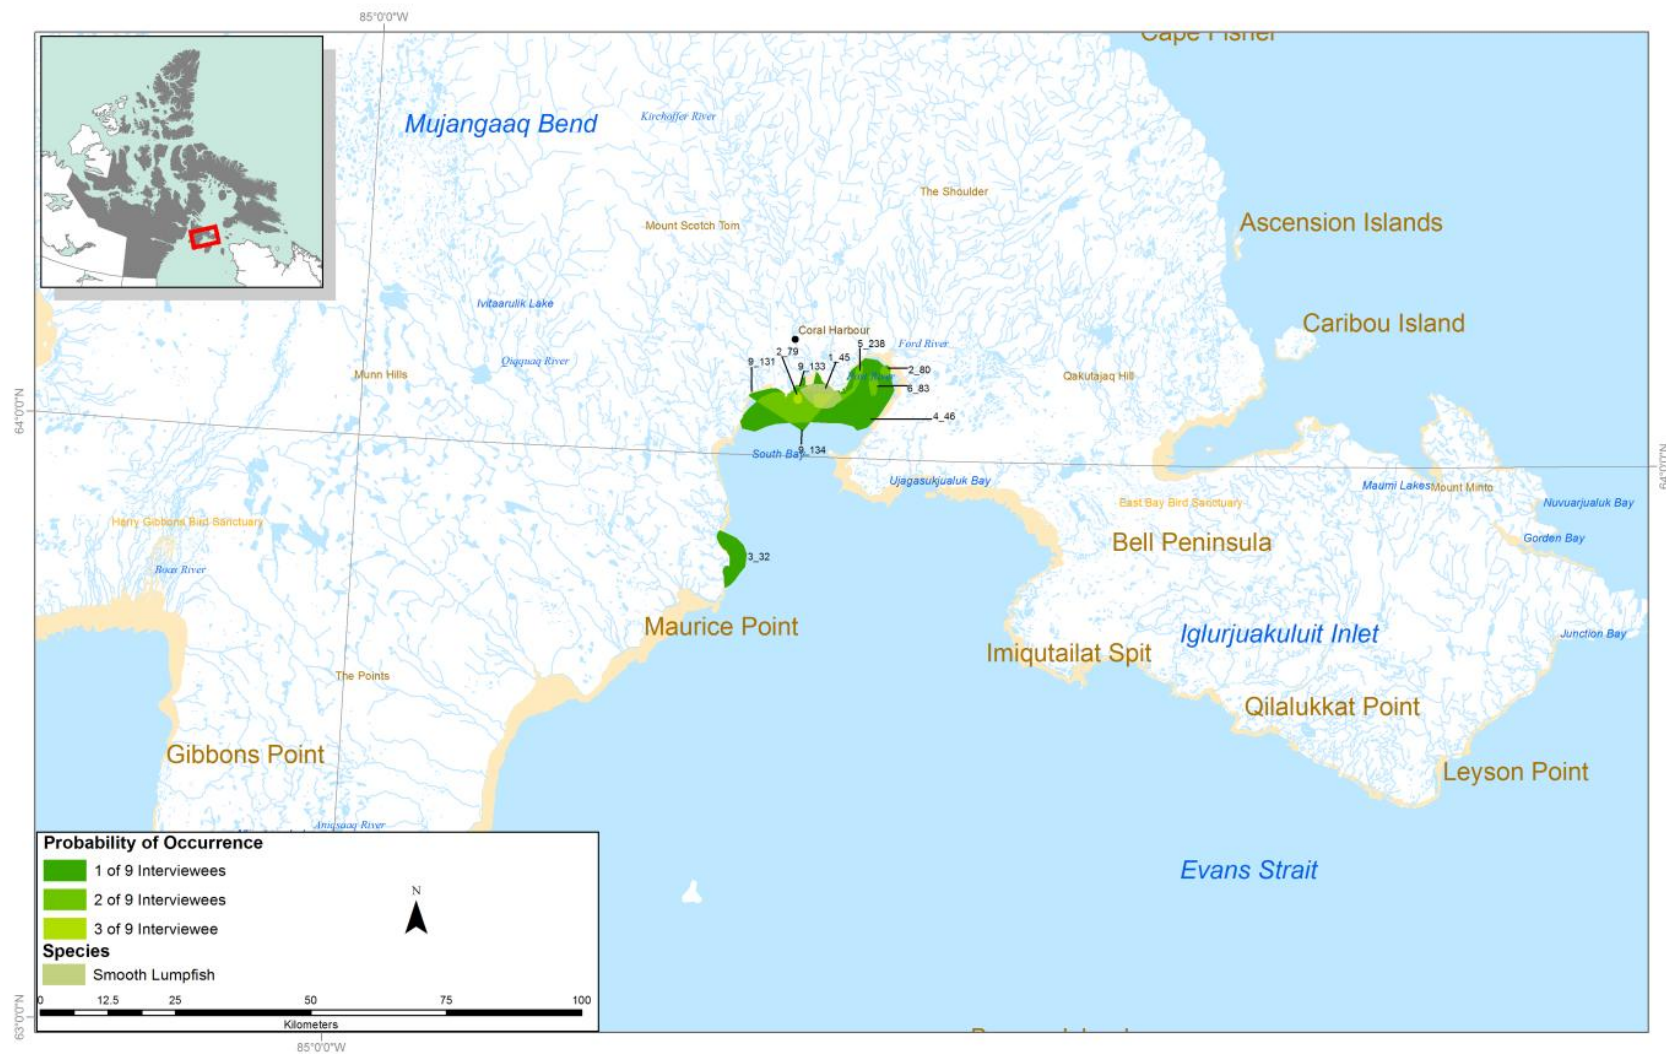 85°0'0"W
Cape Fisher
Mujangaaq Bend
Kirchoffer River
The Shoulder
Mount Scotch Tom
Ascension Islands
Ivitaarulik Lake
Caribou Island
Coral Harbour
5_238
Ford River
2_79
1_45
9_131
9_133
2_80
Qiqquaq River
Munn Hills
Qakutajaq Hill
6_83
64°0'0"N
4_46
South Bay
9_134
64°0'0"N
Ujagasukjualuk Bay
Maumi Lakes
Mount Minto
East Bay Bird Sanctuary
Nuvuarjualuk Bay
Harry Gibbons Bird Sanctuary
Bell Peninsula
Gorden Bay
3_32
Boas River
Maurice Point
Iglurjuakuluit Inlet
Junction Bay
Imiqutailat Spit
The Points
Qilalukkat Point
Gibbons Point
Leyson Point
Aniqsaaq River
Evans Strait
Probability of Occurrence
1 of 9 Interviewees
2 of 9 Interviewees
3 of 9 Interviewee
N
Species
Smooth Lumpfish
0 12.5 25 50 75 100
Kilometers
63°0'0"N
85°0'0"W